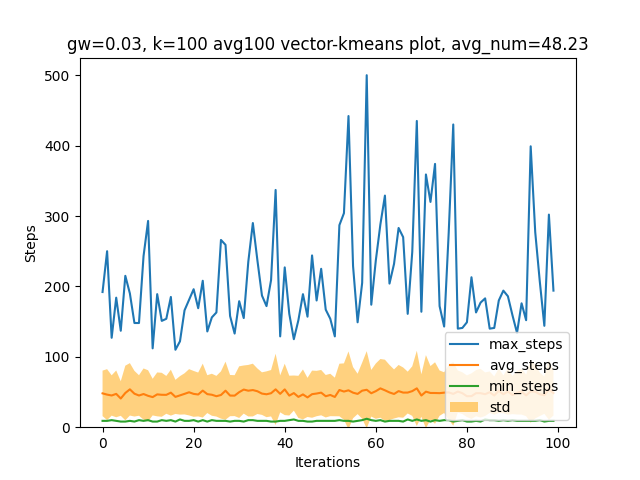 gw=0.03, k=100 avg100 vector-kmeans plot, avg_num=48.23
500
400
300
200
100
0
Steps
0
20
40
60
80
100
Iterations
max_steps
avg_steps
min_steps
std